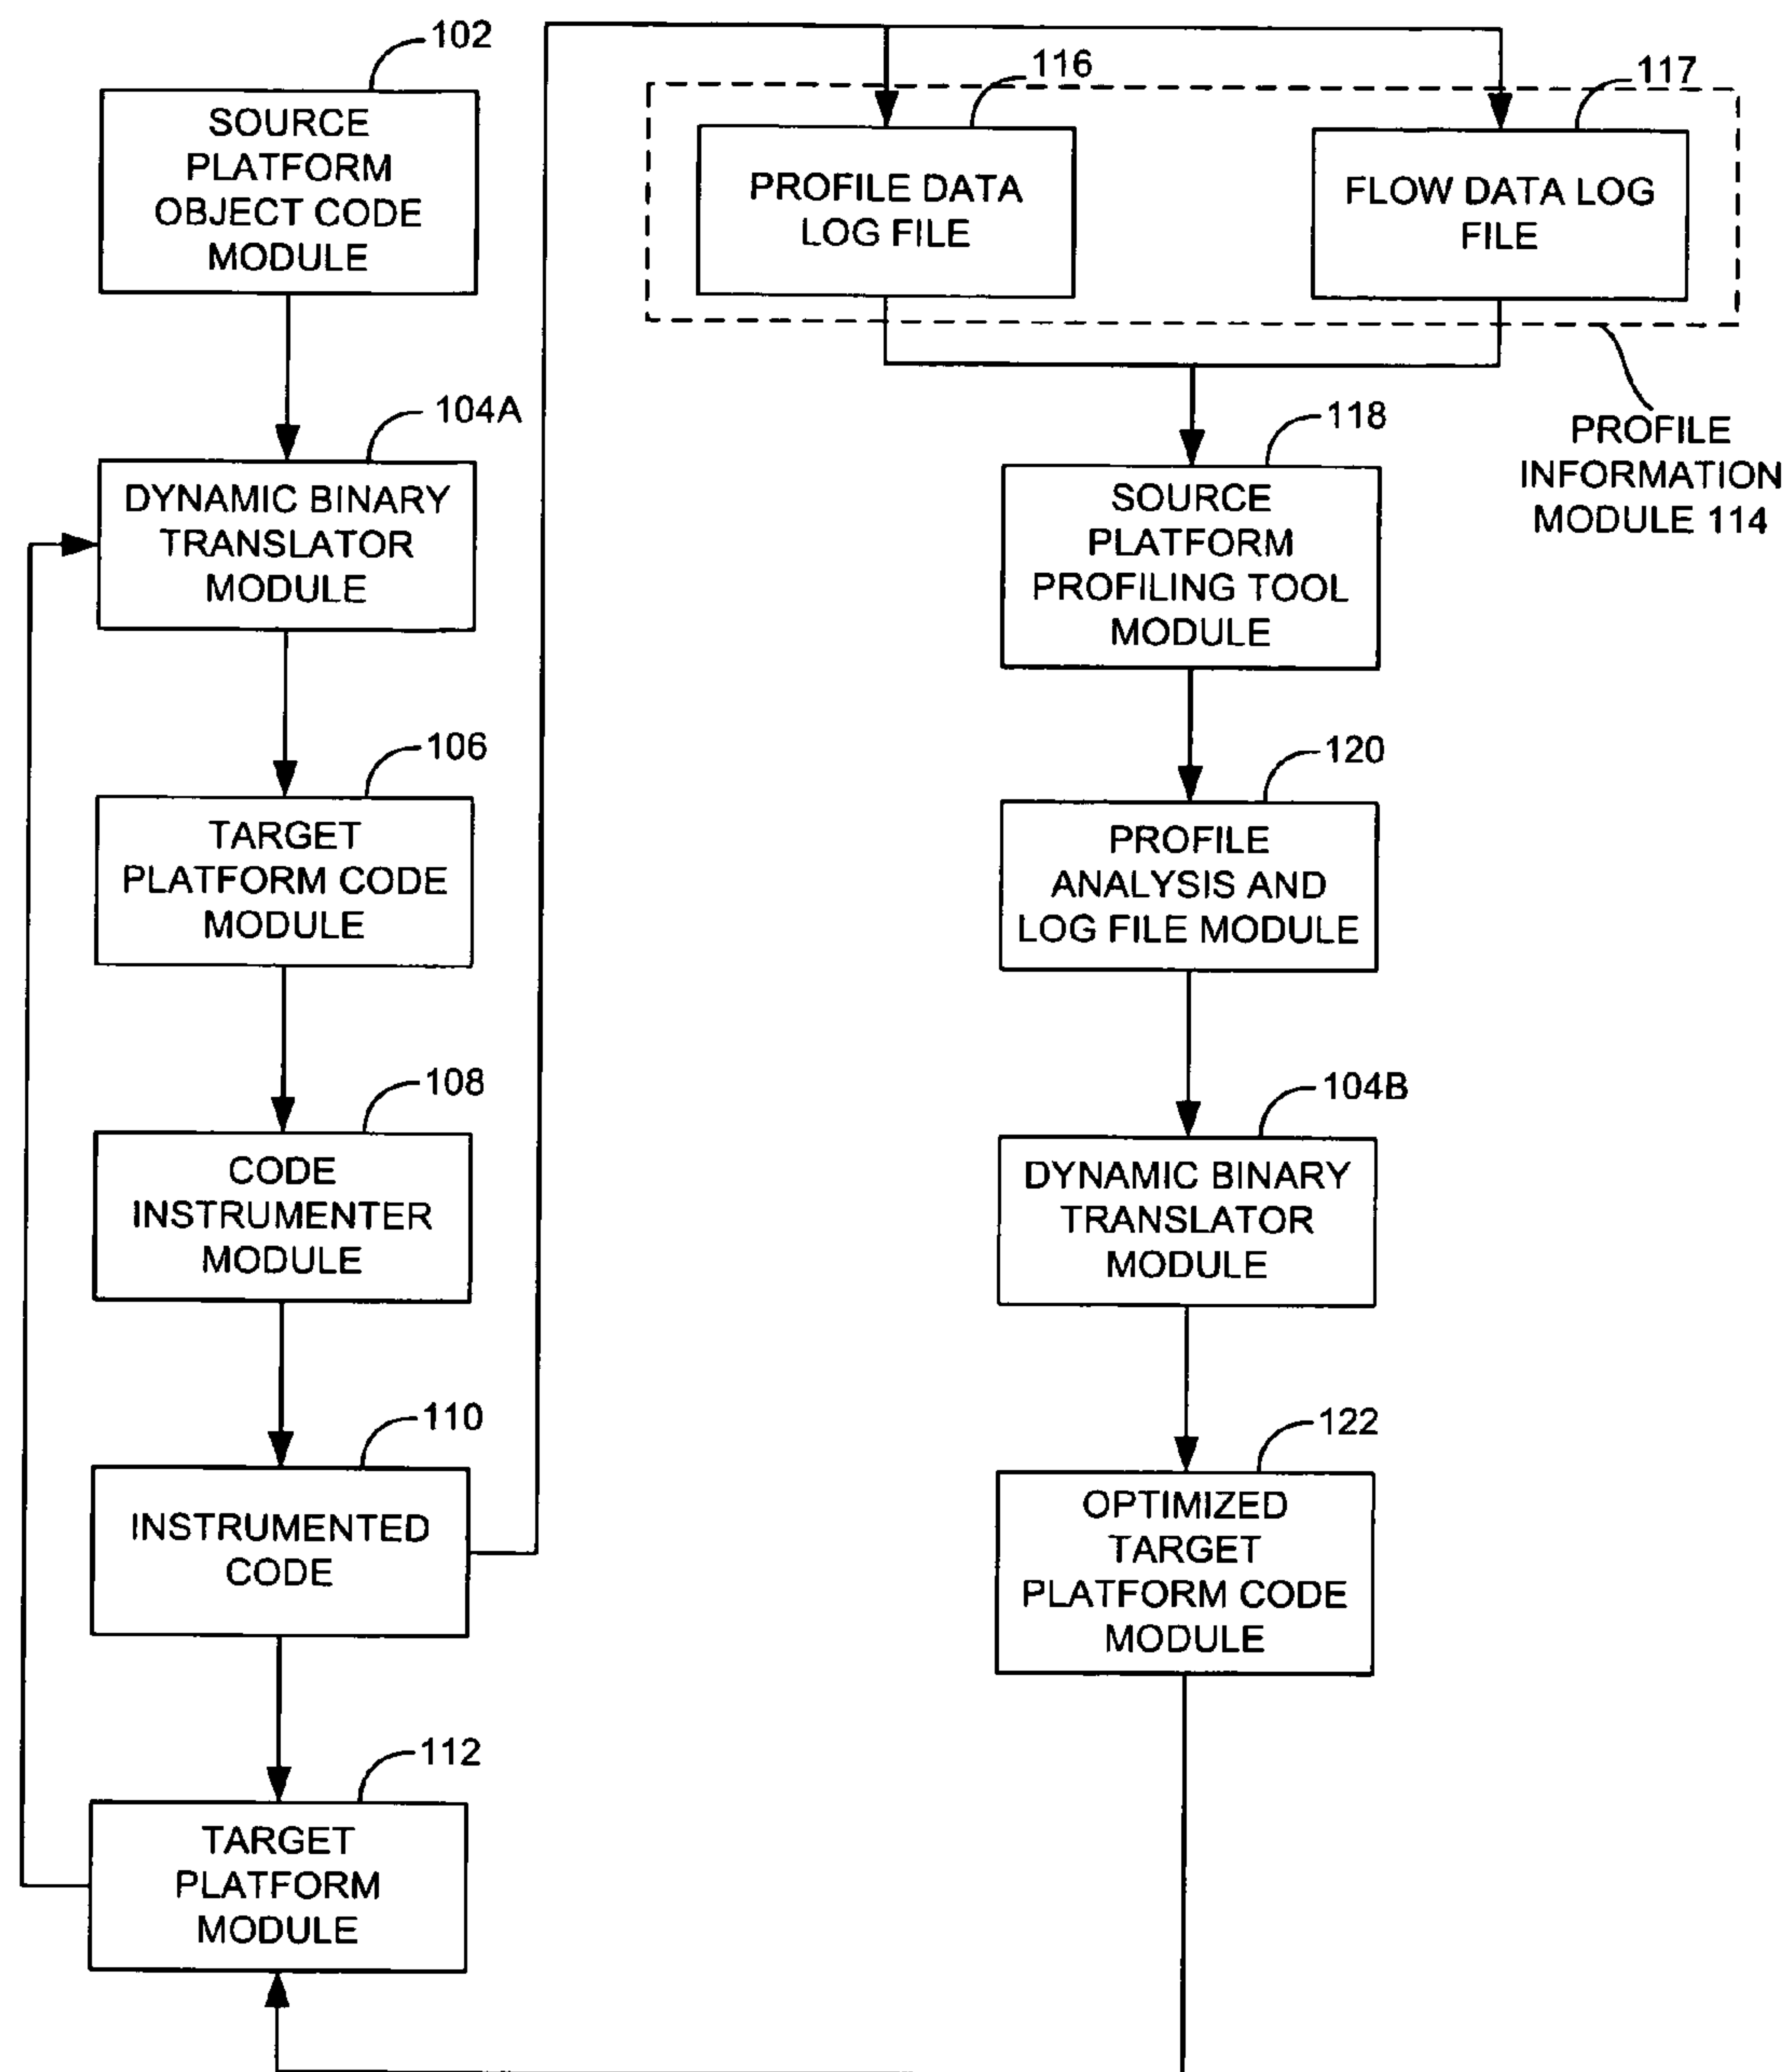 102
SOURCE
PLATFORM
OBJECT CODE
MODULE
104A
DYNAMIC BINARY
TRANSLATOR
MODULE
106
TARGET
PLATFORM CODE
MODULE
108
CODE
INSTRUMENTER
MODULE
110
INSTRUMENTED
CODE
112
TARGET
PLATFORM
MODULE
116
PROFILE DATA
LOG FILE
117
FLOW DATA LOG
FILE
PROFILE
INFORMATION
MODULE 114
118
SOURCE
PLATFORM
PROFILING TOOL
MODULE
120
PROFILE
ANALYSIS AND
LOG FILE MODULE
104B
DYNAMIC BINARY
TRANSLATOR
MODULE
122
OPTIMIZED
TARGET
PLATFORM CODE
MODULE